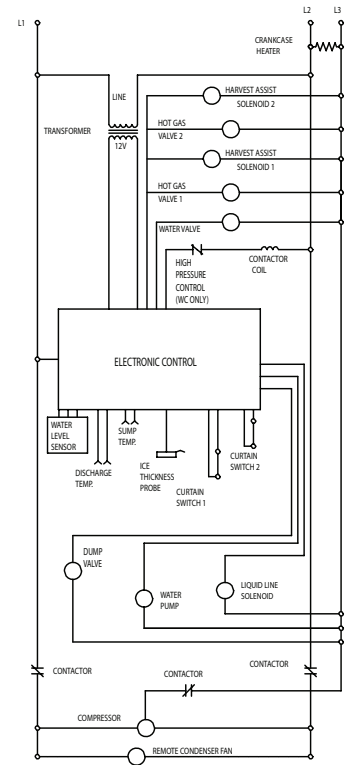 L1
L2
L3
CRANKCASE
HEATER
LINE
HARVEST ASSIST
SOLENOID 2
TRANSFORMER
HOT GAS
VALVE 2
12V
HARVEST ASSIST
SOLENOID 1
HOT GAS
VALVE 1
WATER VALVE
HIGH
PRESSURE
CONTROL
(WC ONLY)
CONTACTOR
COIL
ELECTRONIC CONTROL
WATER
LEVEL
SENSOR
SUMP
TEMP.
DISCHARGE
TEMP.
ICE
THICKNESS
PROBE
CURTAIN
SWITCH 2
CURTAIN
SWITCH 1
DUMP
VALVE
WATER
PUMP
LIQUID LINE
SOLENOID
CONTACTOR
CONTACTOR
CONTACTOR
COMPRESSOR
REMOTE CONDENSER FAN